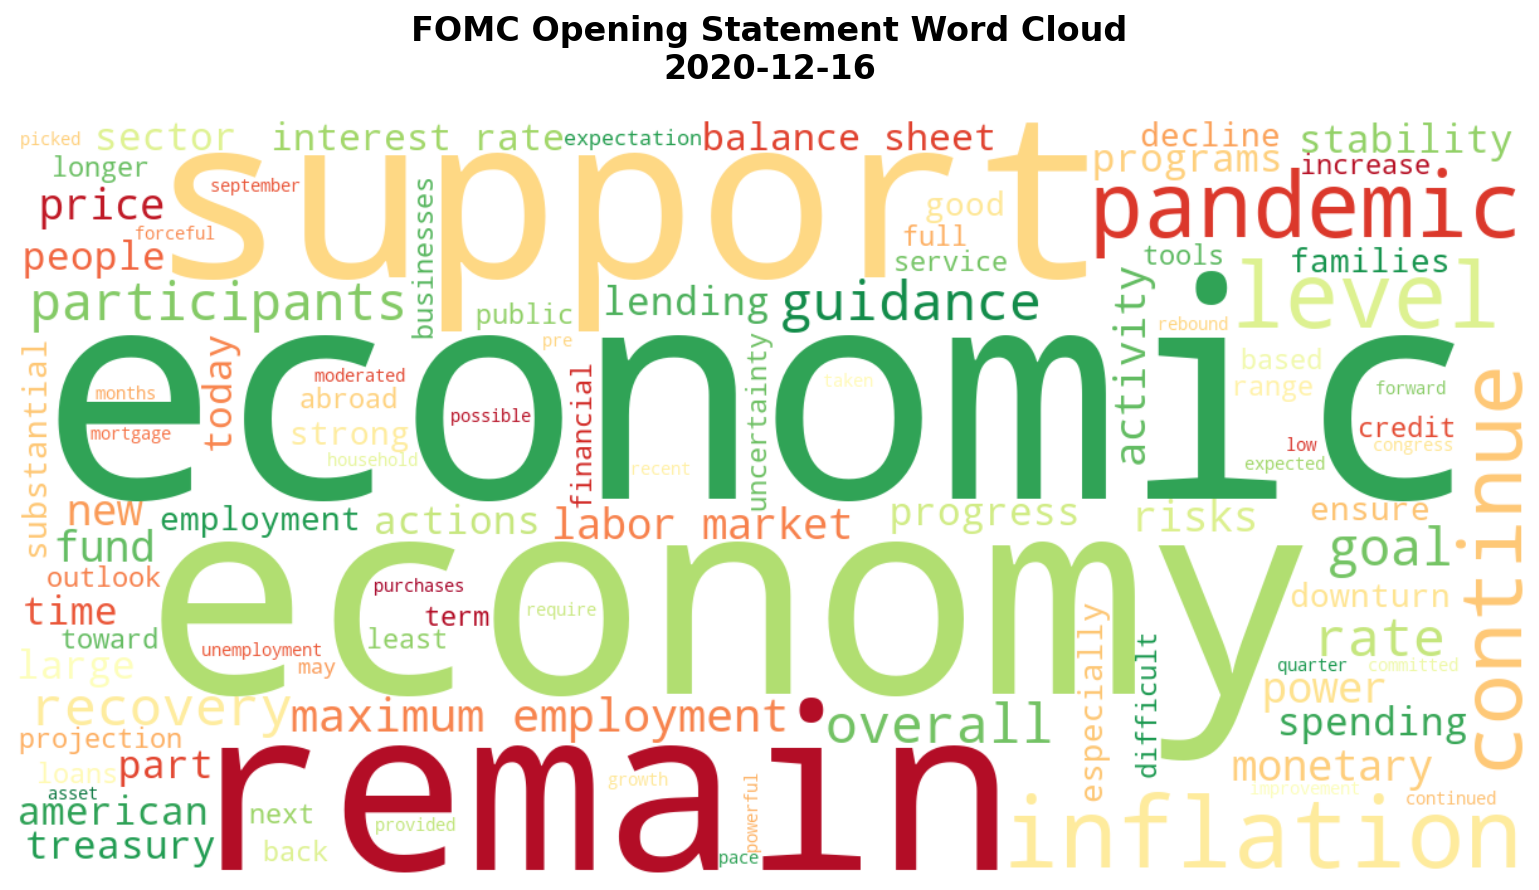 FOMC Opening Statement Word Cloud
2020-12-16
picked
sector
interest rate
expectation
balance sheet
decline
stability
longer
september
support
programs
increase
price
businesses
good
pandemic
people
forceful
full
service
tools
families
participants
public
lending
guidance
activity
level
pre
rebound
economic
substantial
today
months
moderated
abroad
possible
financial
uncertainty
taken
based
range
forward
continue
mortgage
strong
household
recent
low
credit
congress
expected
new
employment
actions
labor market
progress
risks
ensure
fund
goal
outlook
purchases
economy
downturn
time
term
require
especially
toward
least
difficult
rate
large
unemployment
may
quarter
committed
recovery
maximum employment
overall
power
spending
projection
remain
loans
part
growth
monetary
asset
powerful
improvement
american
next
provided
inflation
continued
treasury
back
pace